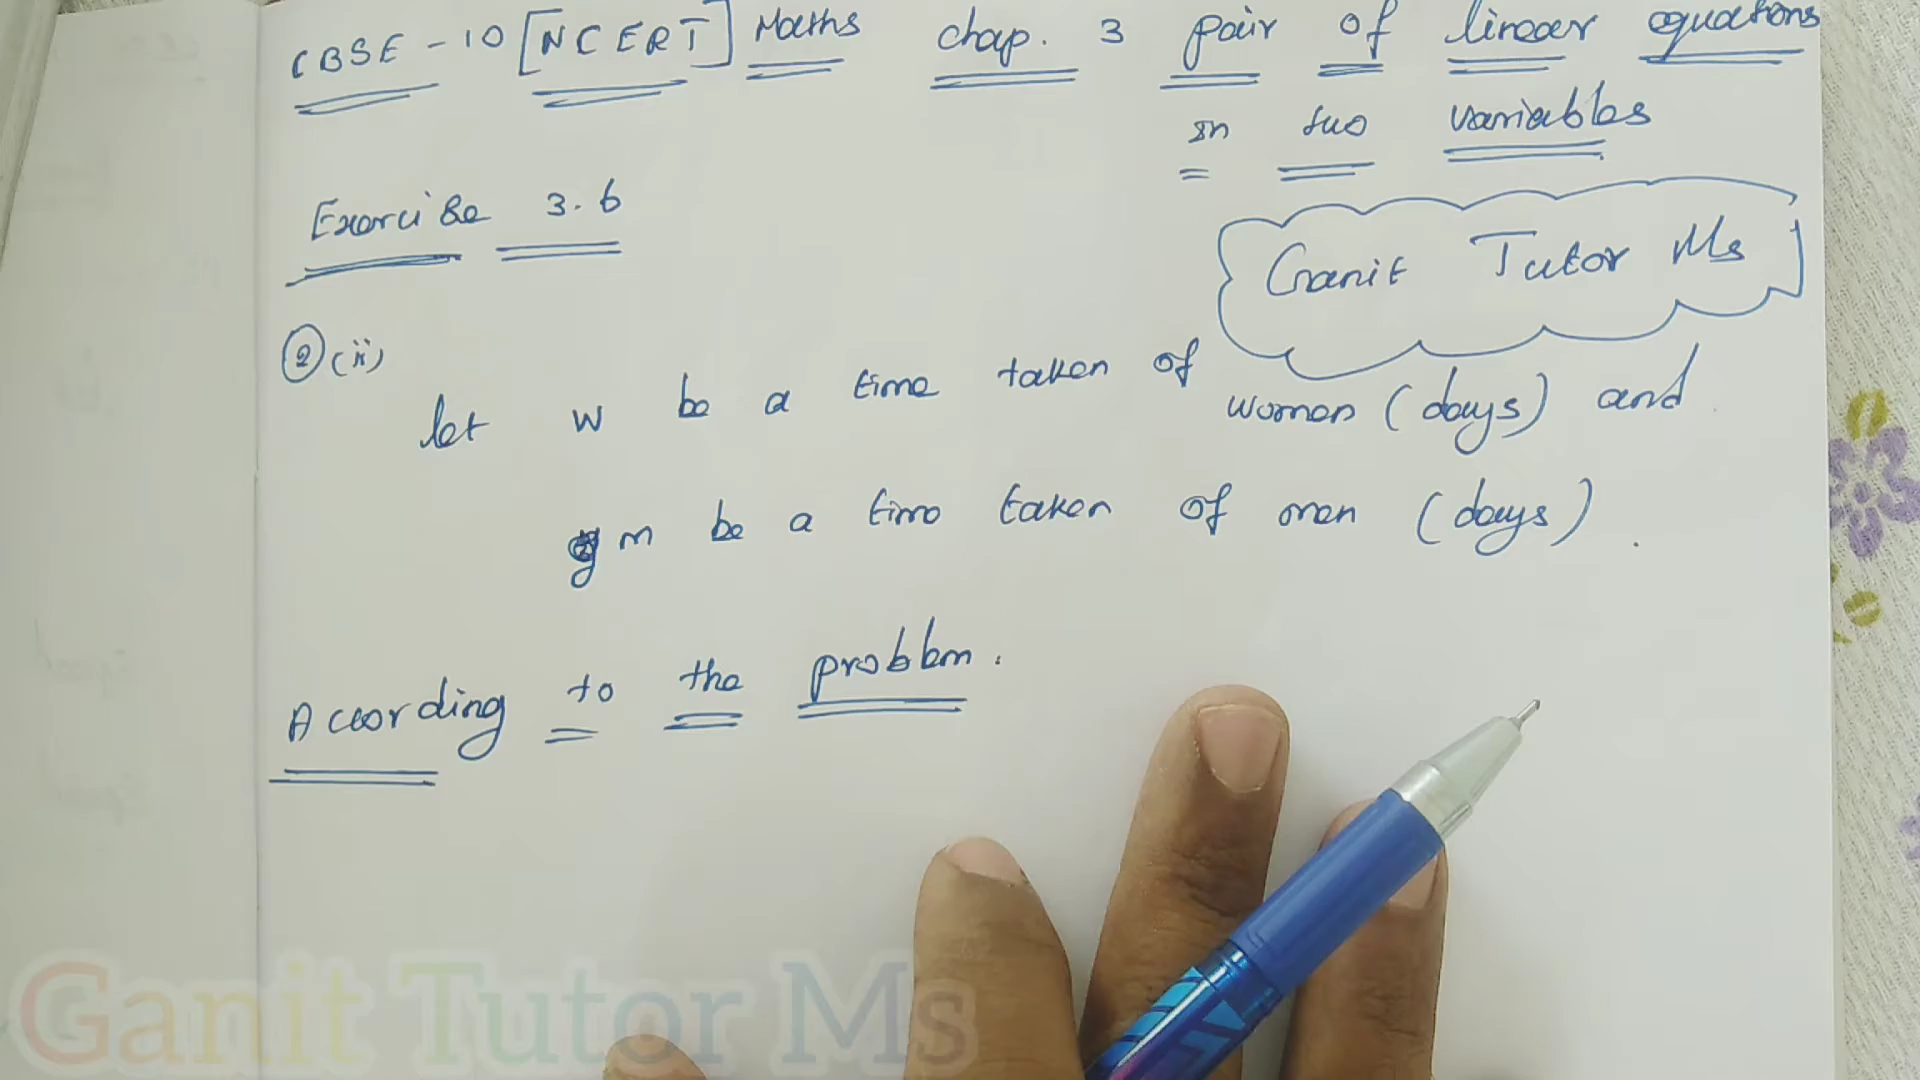 CBSE - 10 [NCERT] Maths chap. 3 pair of linear equations
in two variables
Exercise 3.6
Ganit Tutor Ms
2 (ii)
let w be a time taken of women (days) and
m be a time taken of men (days).
According to the problem.
Ganit Tutor Ms